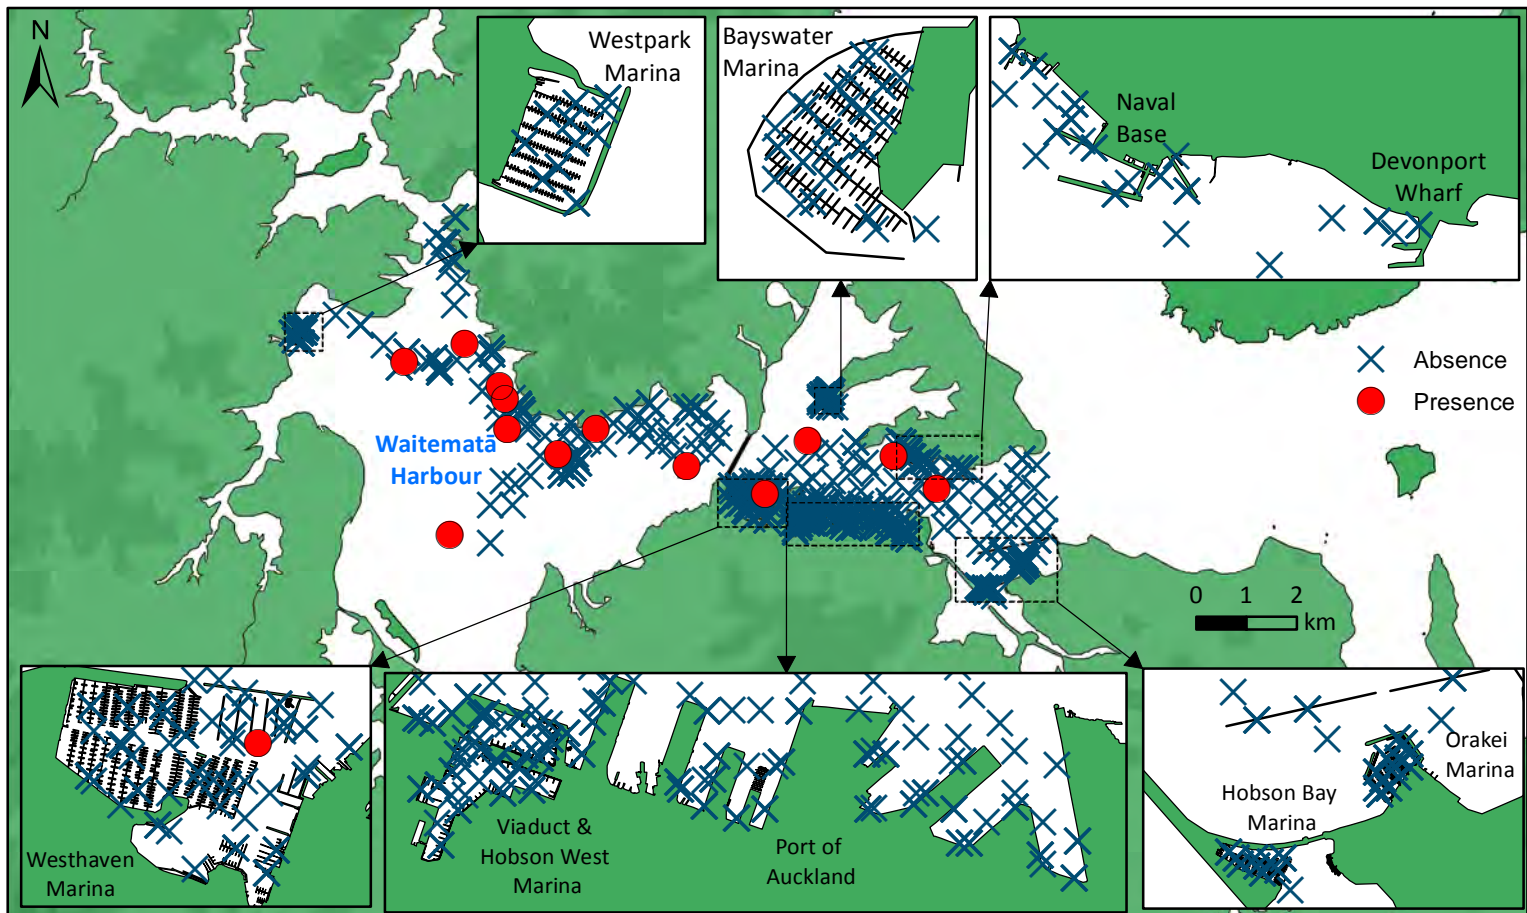 N
Westpark
Marina
Bayswater
Marina
Naval
Base
Devonport
Wharf
Absence
Presence
Waitematā
Harbour
0 1 2
km
Westhaven
Marina
Viaduct &
Hobson West
Marina
Port of
Auckland
Hobson Bay
Marina
Orakei
Marina